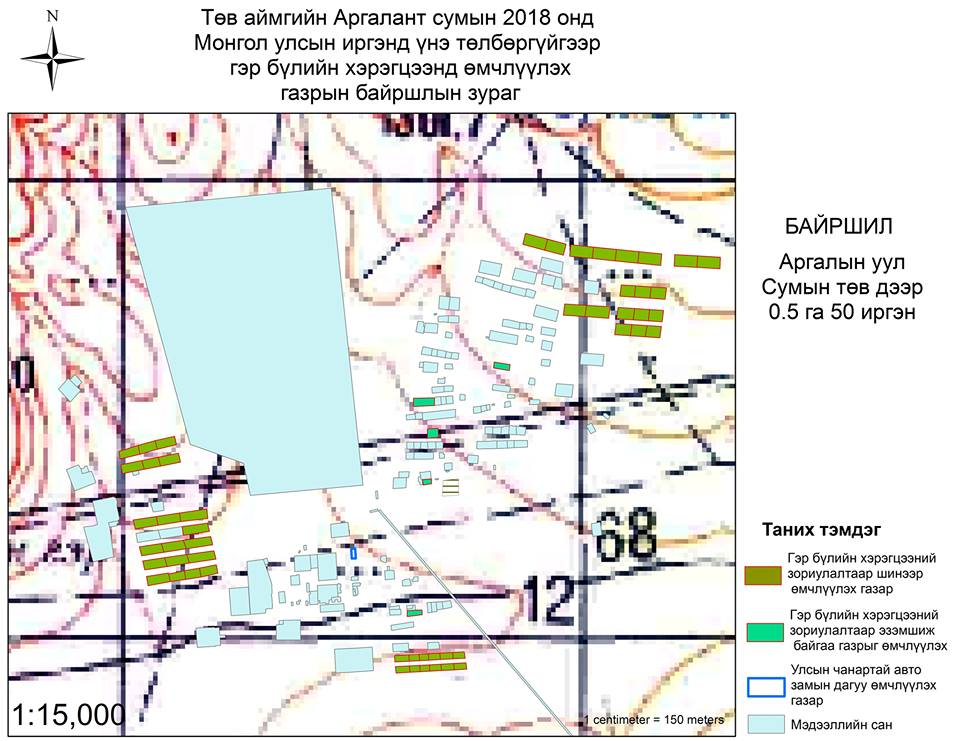 N
Төв аймгийн Аргалант сумын 2018 онд
Монгол улсын иргэнд үнэ төлбөргүйгээр
гэр бүлийн хэрэгцээнд өмчлүүлэх
газрын байршлын зураг
БАЙРШИЛ
Аргалын уул
Сумын төв дээр
0.5 га 50 иргэн
68
12
Таних тэмдэг
Гэр бүлийн хэрэгцээний
зориулалтаар шинээр
өмчлүүлэх газар
Гэр бүлийн хэрэгцээний
зориулалтаар эзэмшиж
байгаа газрыг өмчлүүлэх
Улсын чанартай авто
замын дагуу өмчлүүлэх
газар
Мэдээллийн сан
1:15,000
1 centimeter = 150 meters